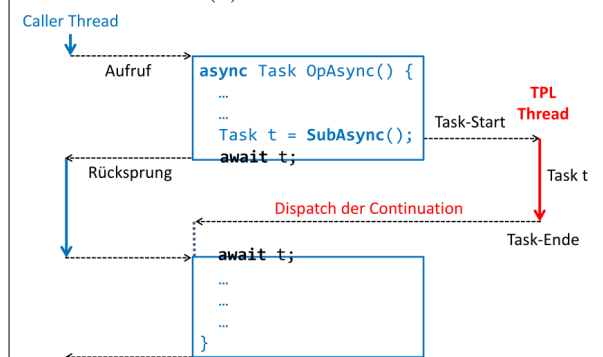 Caller Thread
Aufruf
async Task OpAsync() {
…
…
Task t = SubAsync();
await t;
Rücksprung
Task-Start
TPL
Thread
Task t
Dispatch der Continuation
Task-Ende
await t;
…
…
…
}